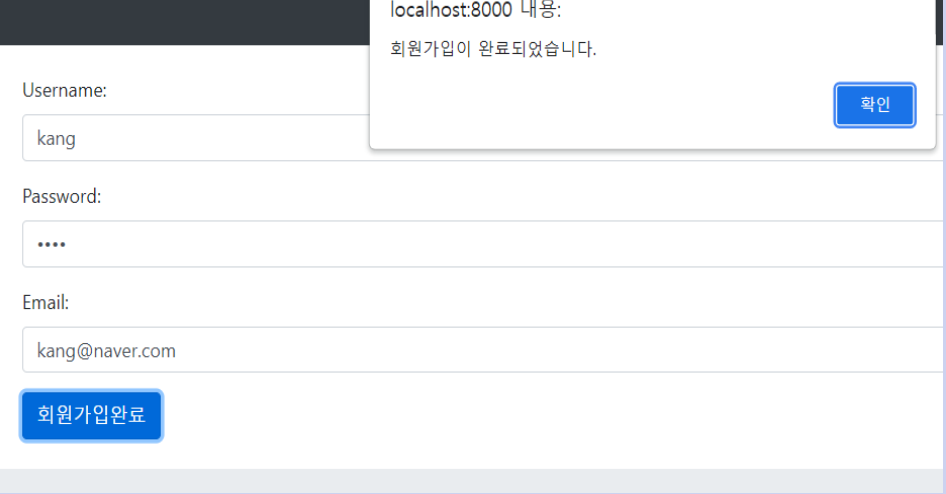 localhost:8000 내용:
회원가입이 완료되었습니다.
확인
Username:
kang
Password:
••••
Email:
kang@naver.com
회원가입완료